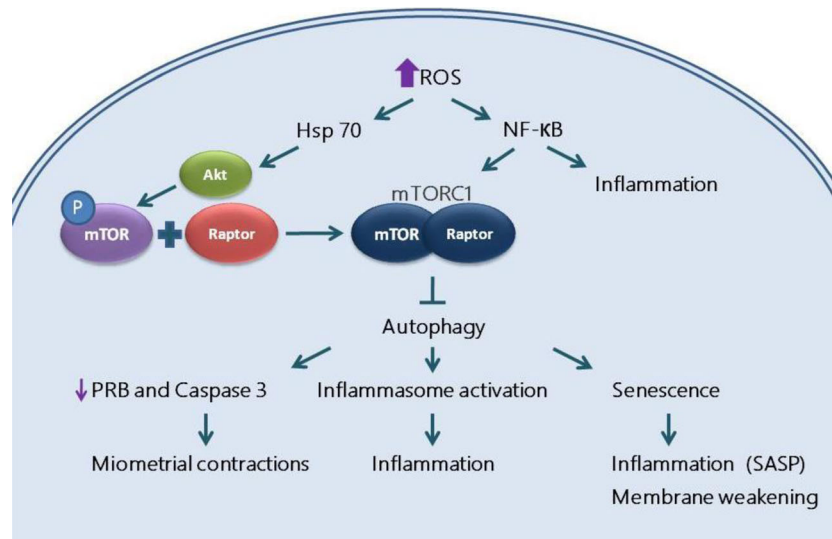 ROS
Hsp 70
NF-κB
Akt
Inflammation
P
mTORC1
mTOR
Raptor
mTOR
Raptor
Autophagy
PRB and Caspase 3
Inflammasome activation
Senescence
Miometrial contractions
Inflammation
Inflammation (SASP)
Membrane weakening